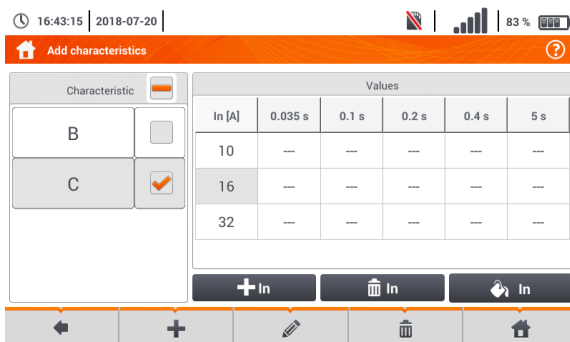 16:43:15 2018-07-20 83 %
Add characteristics ?
Characteristic Values
In [A] 0.035 s 0.1 s 0.2 s 0.4 s 5 s
B
10 --- --- --- --- ---
C
16 --- --- --- --- ---
32 --- --- --- --- ---
In In In